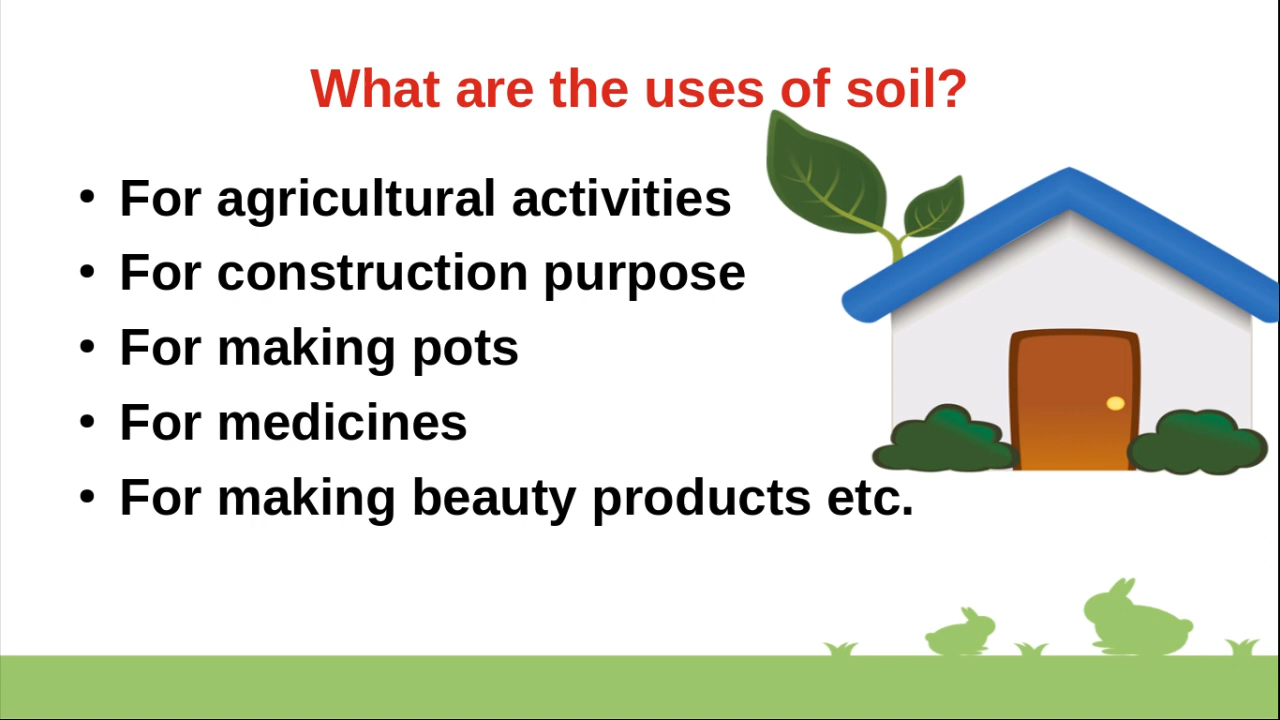 What are the uses of soil?
• For agricultural activities
• For construction purpose
• For making pots
• For medicines
• For making beauty products etc.